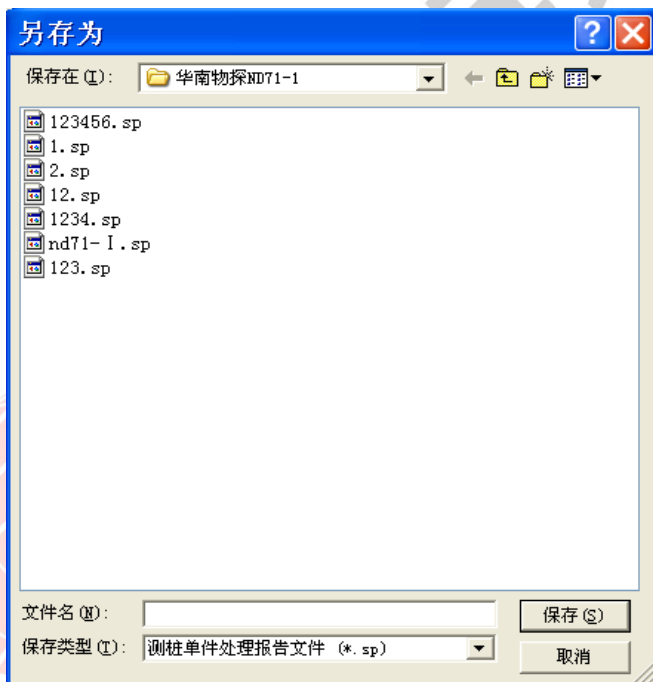 另存为
保存在(I): 华南物探ND71-1
123456.sp
1.sp
2.sp
12.sp
1234.sp
nd71-Ⅰ.sp
123.sp
文件名(N): 保存(S)
保存类型(T): 测桩单件处理报告文件 (*.sp) 取消